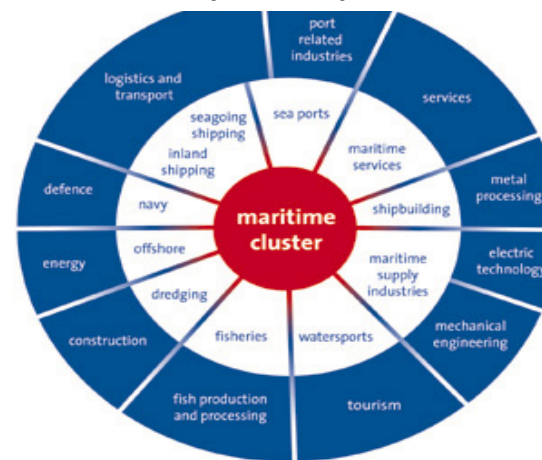 port
related
industries
logistics and
transport
services
seagoing
shipping
sea ports
inland
shipping
maritime
services
defence
navy
metal
processing
shipbuilding
maritime
cluster
energy
offshore
maritime
supply
industries
electric
technology
dredging
mechanical
engineering
construction
fisheries
watersports
fish production
and processing
tourism